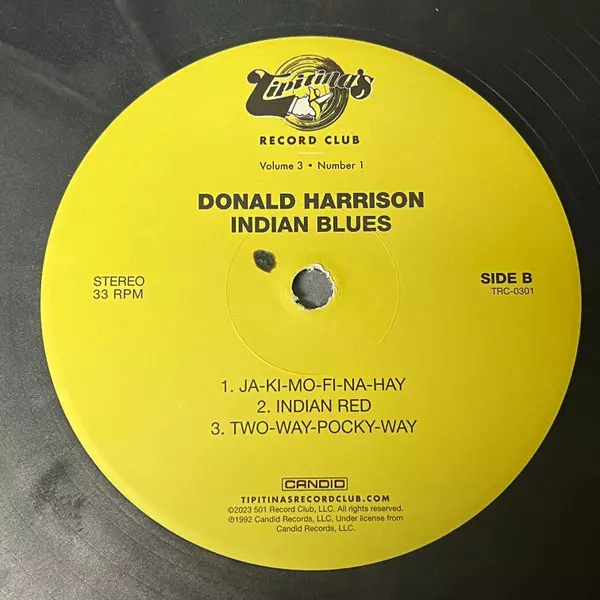 Tipitina's
RECORD CLUB
Volume 3 • Number 1
DONALD HARRISON
INDIAN BLUES
STEREO
33 RPM
SIDE B
TRC-0301
1. JA-KI-MO-FI-NA-HAY
2. INDIAN RED
3. TWO-WAY-POCKY-WAY
CANDID
TIPITINASRECORDCLUB.COM
©2023 501 Record Club, LLC. All rights reserved.
℗1992 Candid Records, LLC. Under license from
Candid Records, LLC.